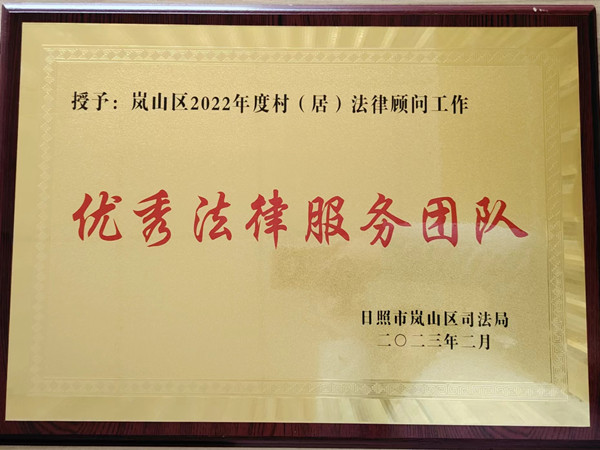 授予：岚山区2022年度村（居）法律顾问工作
优秀法律服务团队
日照市岚山区司法局
二〇二三年二月